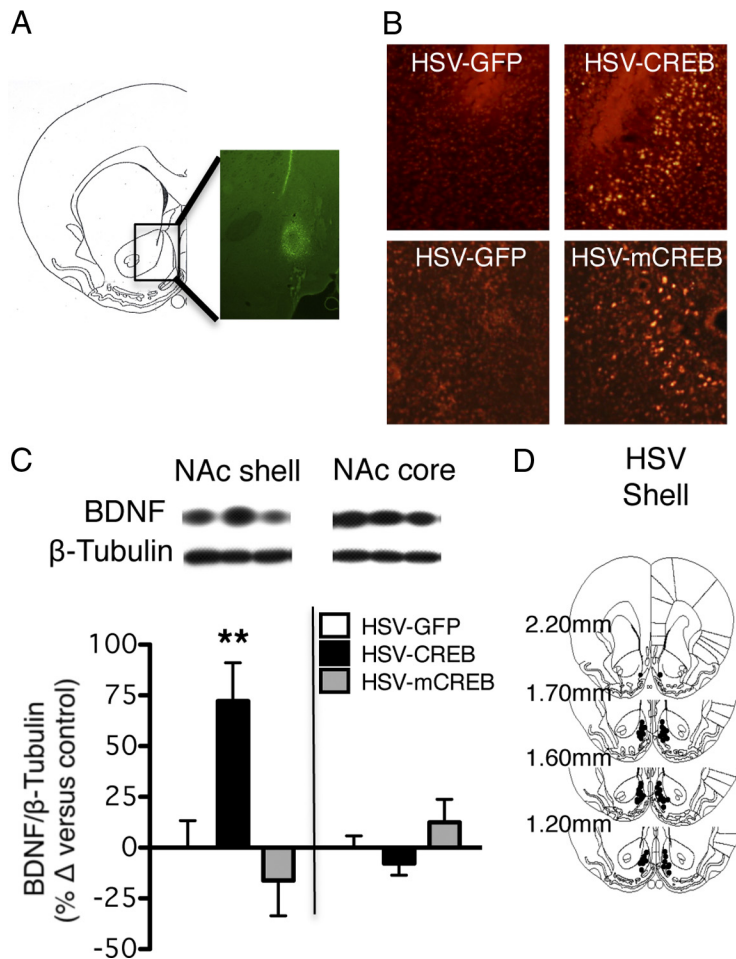 A
B
HSV-GFP
HSV-CREB
HSV-GFP
HSV-mCREB
C
NAc shell
NAc core
BDNF
β-Tubulin
100
75
50
25
0
-25
-50
BDNF/β-Tubulin
(% Δ versus control)
**
HSV-GFP
HSV-CREB
HSV-mCREB
D
HSV
Shell
2.20mm
1.70mm
1.60mm
1.20mm